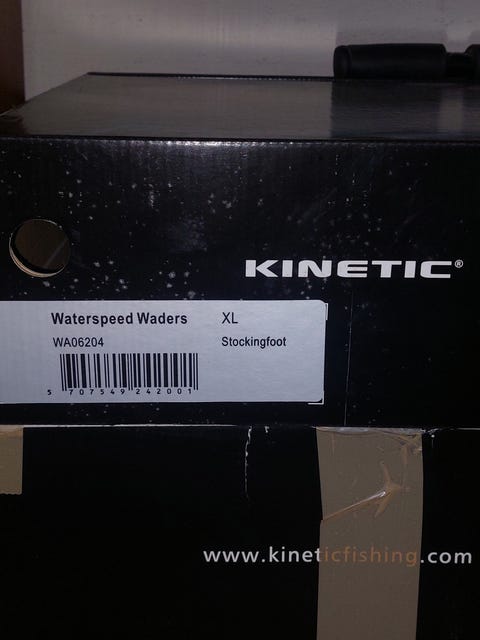 KINETIC®
Waterspeed Waders XL
WA06204 Stockingfoot
5 707549 242001
www.kineticfishing.com